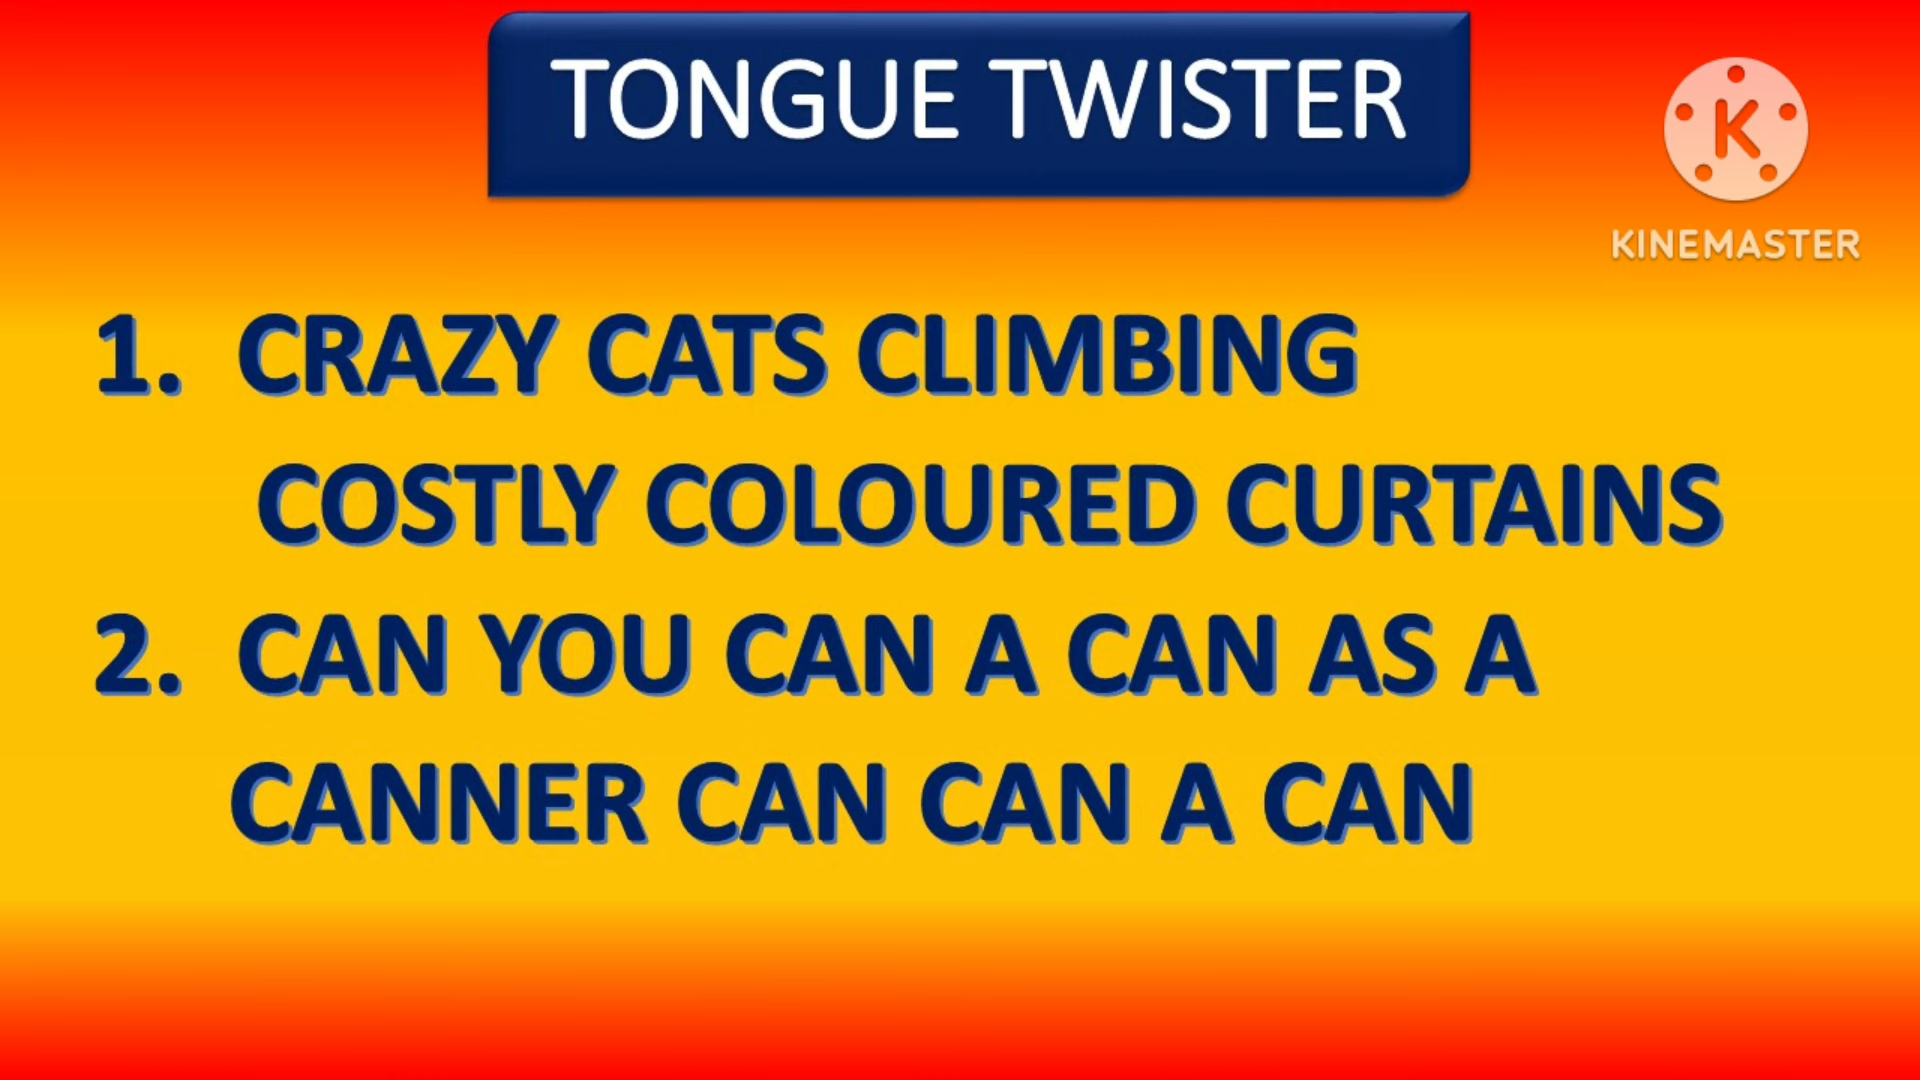 TONGUE TWISTER
K
KINEMASTER
1. CRAZY CATS CLIMBING
COSTLY COLOURED CURTAINS
2. CAN YOU CAN A CAN AS A
CANNER CAN CAN A CAN